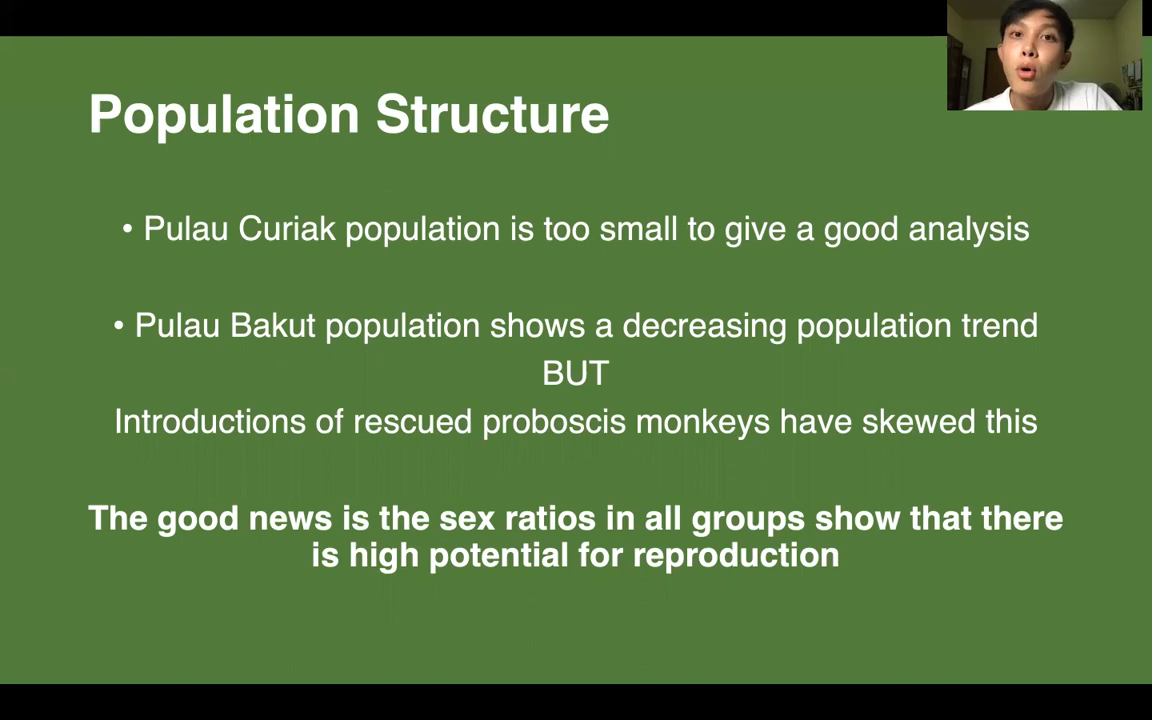 Population Structure
• Pulau Curiak population is too small to give a good analysis
• Pulau Bakut population shows a decreasing population trend
BUT
Introductions of rescued proboscis monkeys have skewed this
The good news is the sex ratios in all groups show that there
is high potential for reproduction